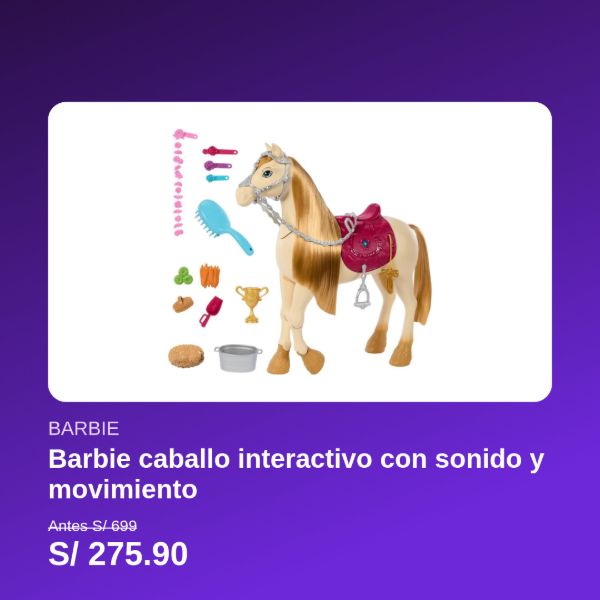 BARBIE
Barbie caballo interactivo con sonido y
movimiento
Antes S/ 699
S/ 275.90